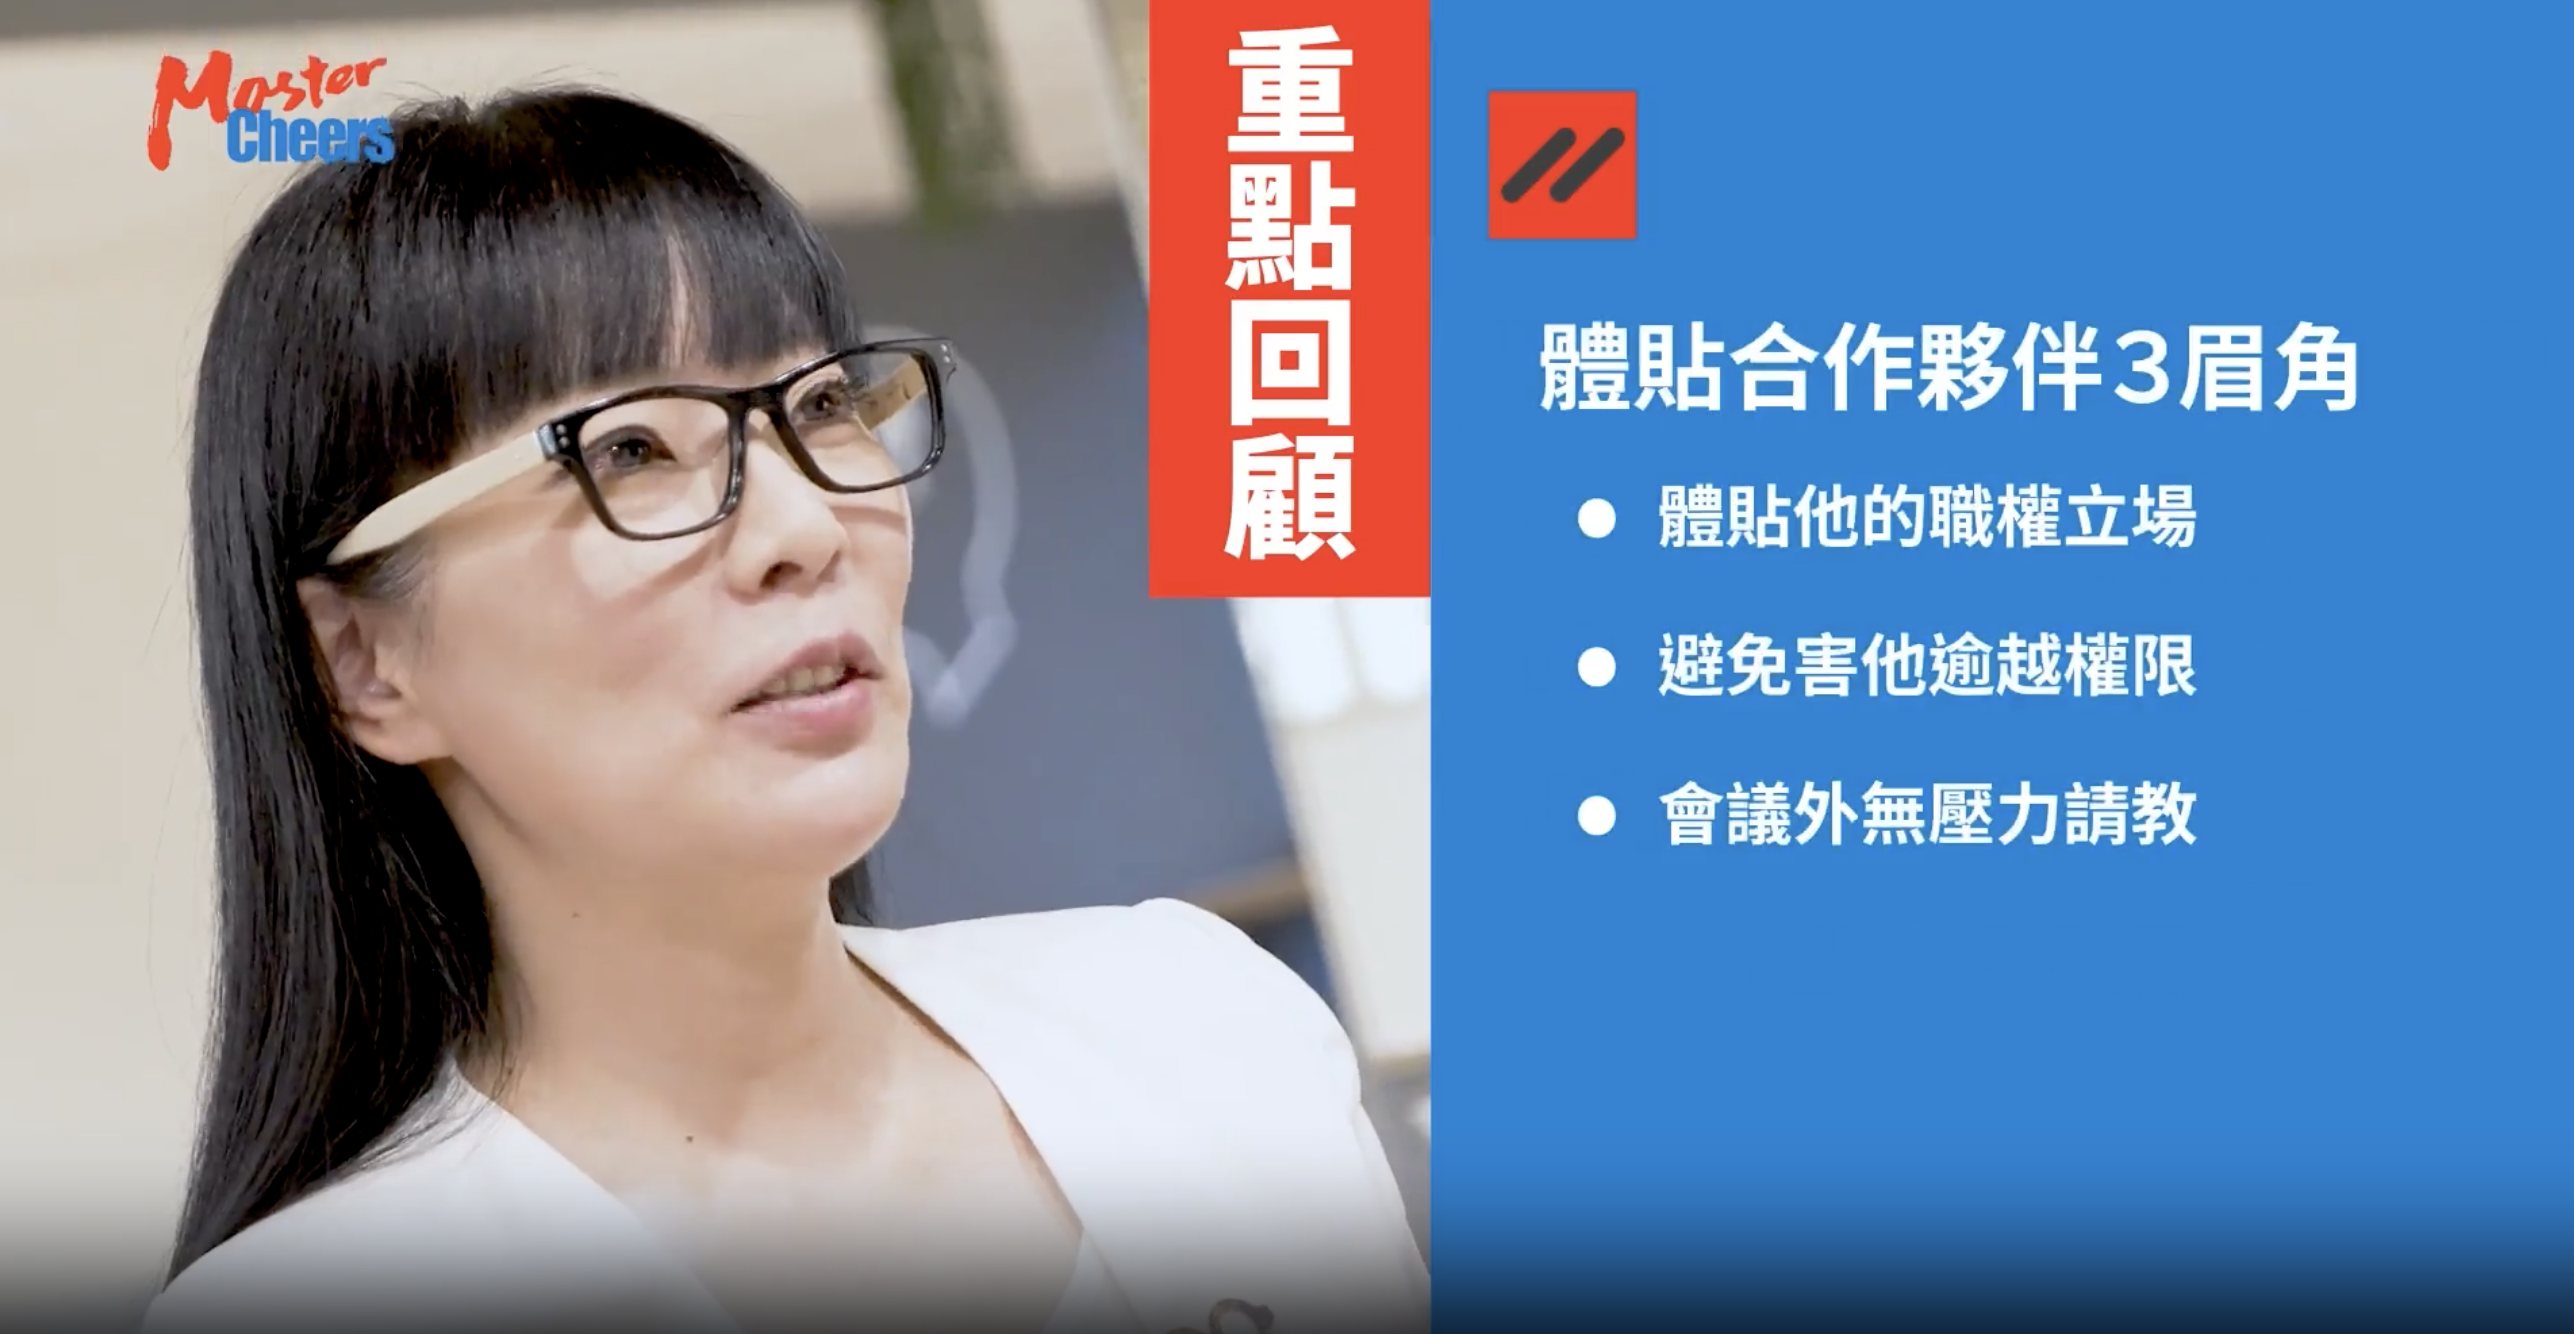 Master
Cheers
重點回顧
體貼合作夥伴3眉角
● 體貼他的職權立場
● 避免害他逾越權限
● 會議外無壓力請教